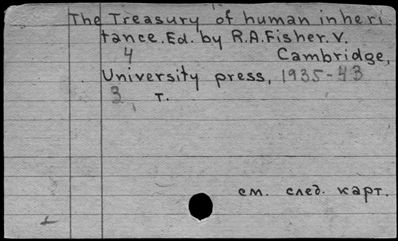 The Treasury of human inheri-
tance. Ed. by R.A. Fisher. V.
4 Cambridge,
University press, 1935-43
3 т.
см. след. карт.